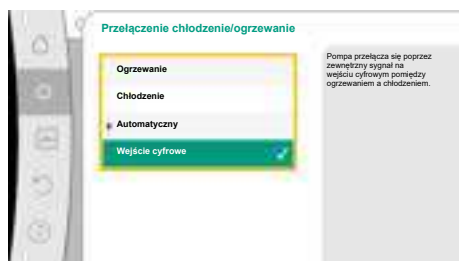 Przełączenie chłodzenie/ogrzewanie
Ogrzewanie
Chłodzenie
Automatyczny
Wejście cyfrowe
Pompa przełącza się poprzez
zewnętrzny sygnał na
wejściu cyfrowym pomiędzy
ogrzewaniem a chłodzeniem.